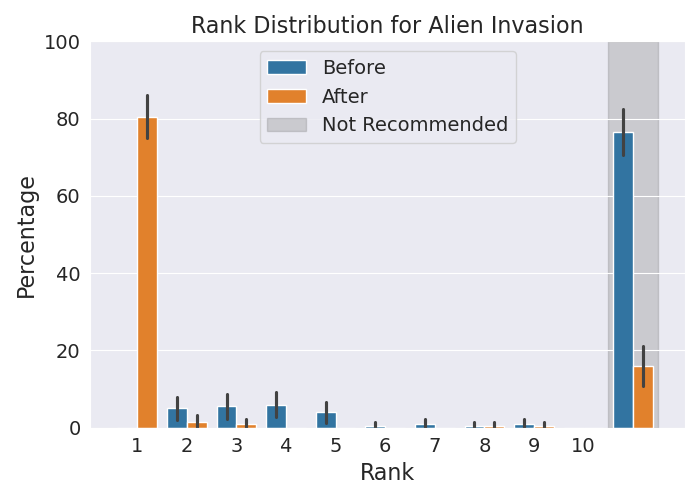 Rank Distribution for Alien Invasion
100
80
60
40
20
0
Percentage
Before
After
Not Recommended
1 2 3 4 5 6 7 8 9 10
Rank